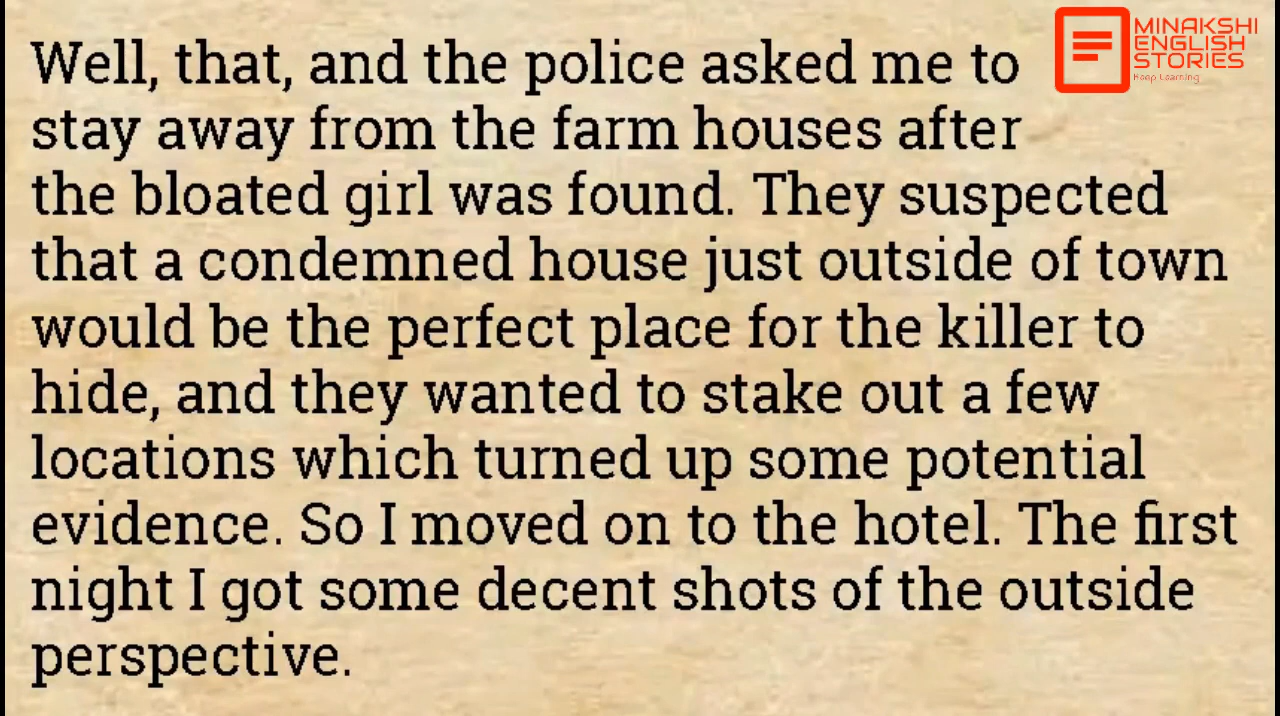 Well, that, and the police asked me to
stay away from the farm houses after
the bloated girl was found. They suspected
that a condemned house just outside of town
would be the perfect place for the killer to
hide, and they wanted to stake out a few
locations which turned up some potential
evidence. So I moved on to the hotel. The first
night I got some decent shots of the outside
perspective.
MINAKSHI
ENGLISH
STORIES
Keep Learning